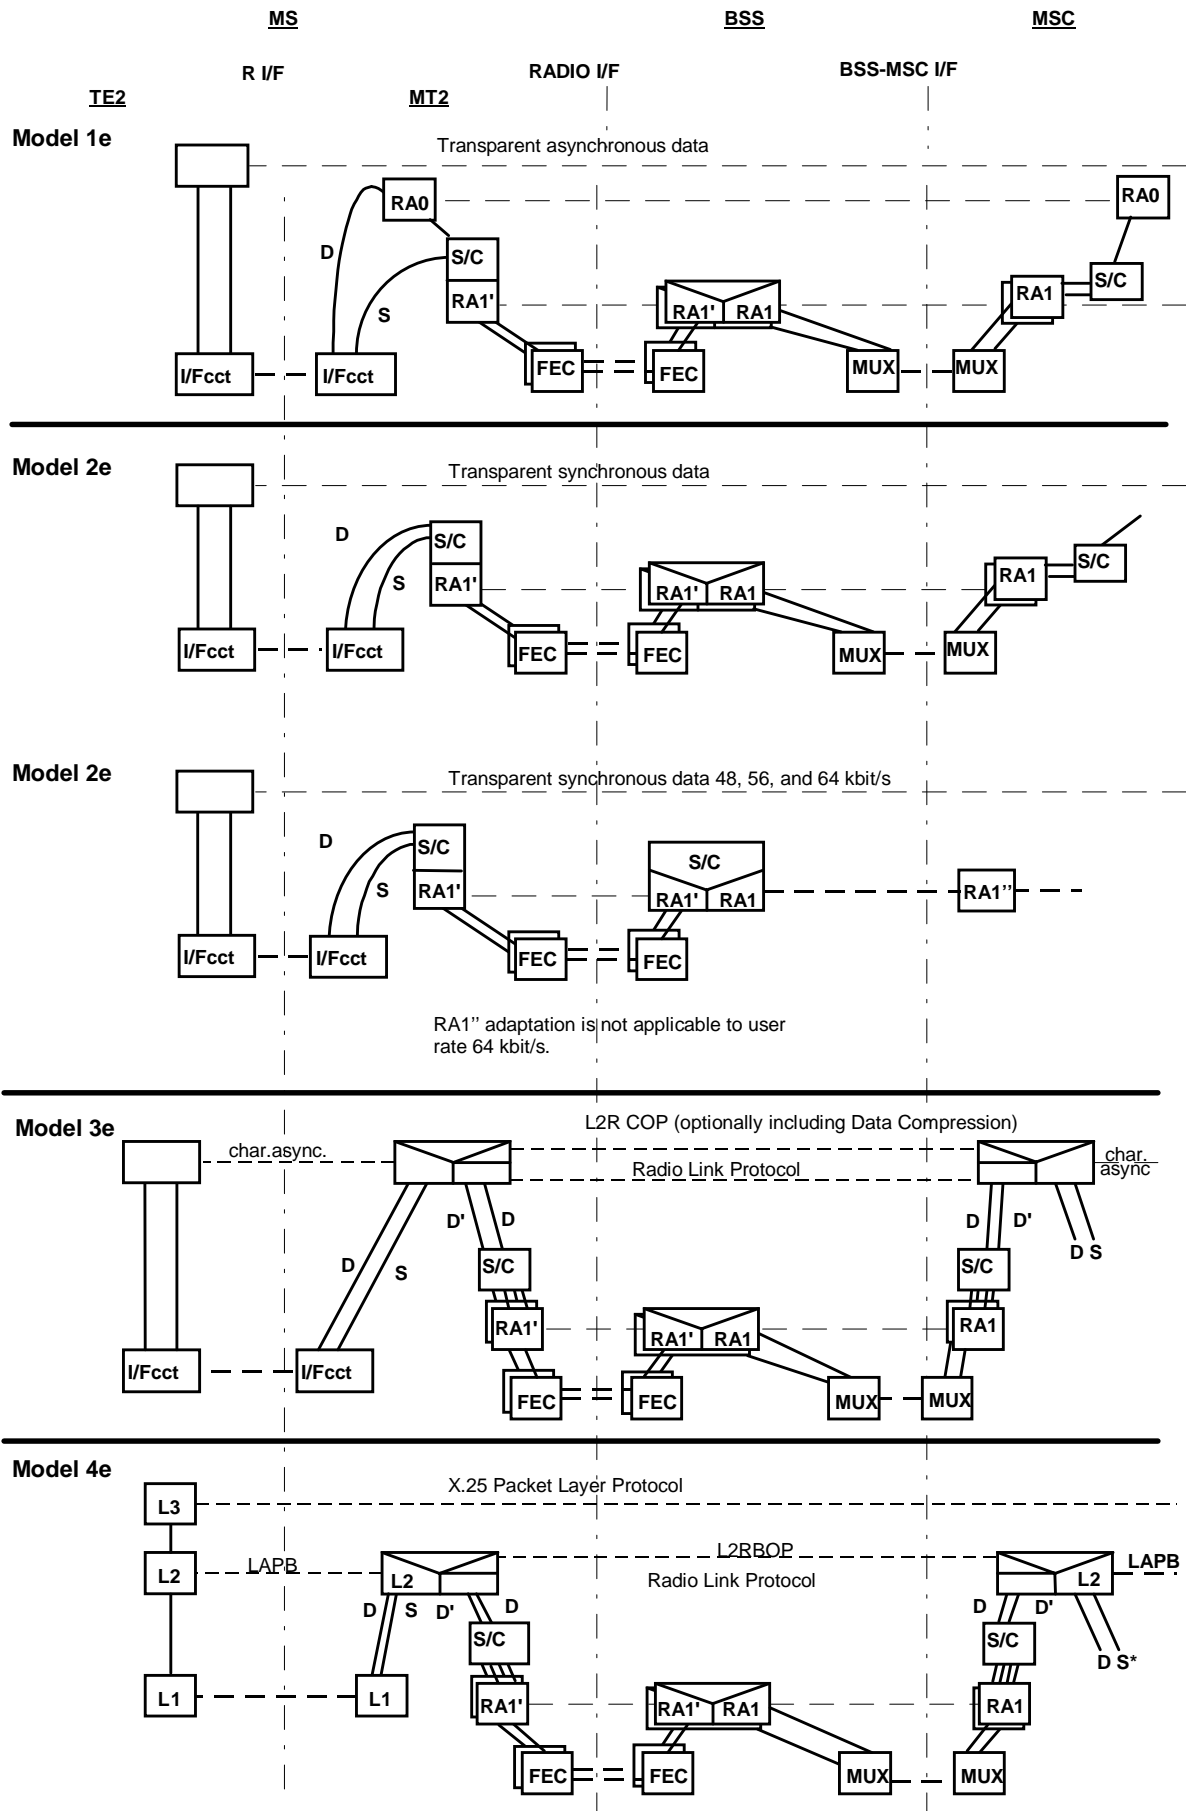 MS BSS MSC
R I/F RADIO I/F BSS-MSC I/F
TE2 MT2
Model 1e
Transparent asynchronous data
RA0 RA0
D S/C S/C
S RA1' RA1' RA1 RA1
I/Fcct I/Fcct FEC FEC MUX MUX
Model 2e
Transparent synchronous data
D S/C S/C
S RA1' RA1' RA1 RA1
I/Fcct I/Fcct FEC FEC MUX MUX
Model 2e
Transparent synchronous data 48, 56, and 64 kbit/s
D S/C S/C
S RA1' RA1' RA1 RA1''
I/Fcct I/Fcct FEC FEC
RA1'' adaptation is not applicable to user
rate 64 kbit/s.
Model 3e
L2R COP (optionally including Data Compression)
char.async. Radio Link Protocol char.
async
D' D D D'
D S S/C S/C D S
RA1' RA1' RA1 RA1
I/Fcct I/Fcct FEC FEC MUX MUX
Model 4e
L3 X.25 Packet Layer Protocol
L2RBOP
L2 LAPB L2 Radio Link Protocol L2 LAPB
D S D' D D D'
S/C S/C D S*
L1 L1 RA1' RA1' RA1 RA1
FEC FEC MUX MUX